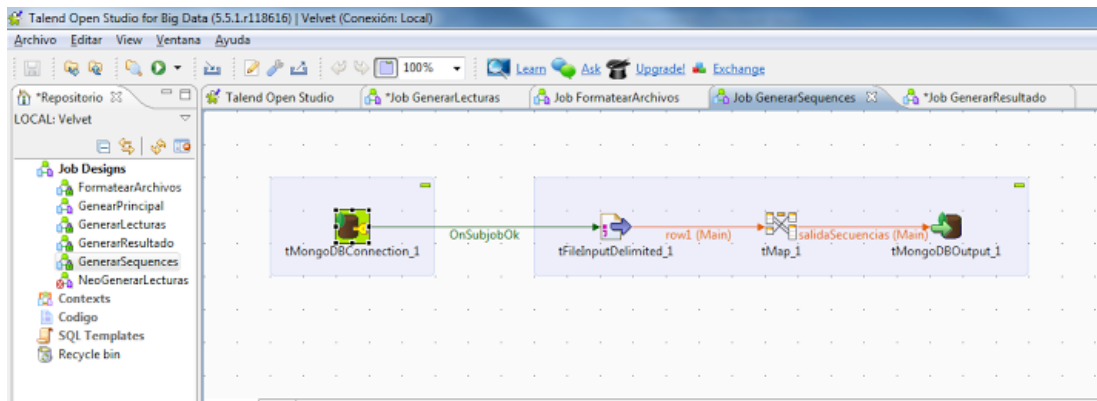 Talend Open Studio for Big Data (5.5.1.r118616) | Velvet (Conexión: Local)
Archivo Editar View Ventana Ayuda
100% Learn Ask Upgrade! Exchange
*Repositorio Talend Open Studio *Job GenerarLecturas Job FormatearArchivos Job GenerarSequences *Job GenerarResultado
LOCAL: Velvet
Job Designs
FormatearArchivos
GenearPrincipal
GenerarLecturas
GenerarResultado
GenerarSequences
NeoGenerarLecturas
Contexts
Codigo
SQL Templates
Recycle bin
OnSubjobOk row1 (Main) salidaSecuencias (Main)
tMongoDBConnection_1 tFileInputDelimited_1 tMap_1 tMongoDBOutput_1